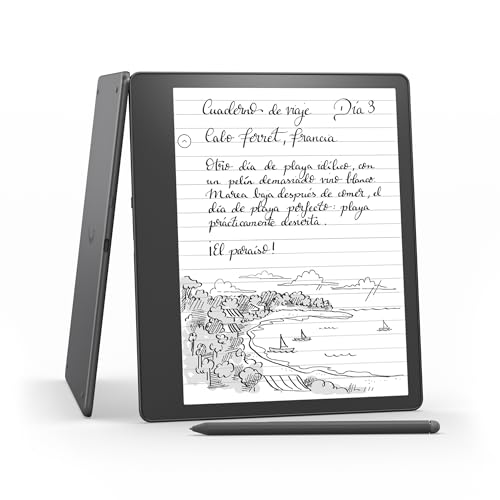 Cuaderno de viaje Día 3
Cabo Ferret, Francia
Otro día de playa idílico, con
un pelín demasiado vino blanco.
Marea baja después de comer, el
día de playa perfecto: playa
prácticamente desierta.
¡El paraíso!